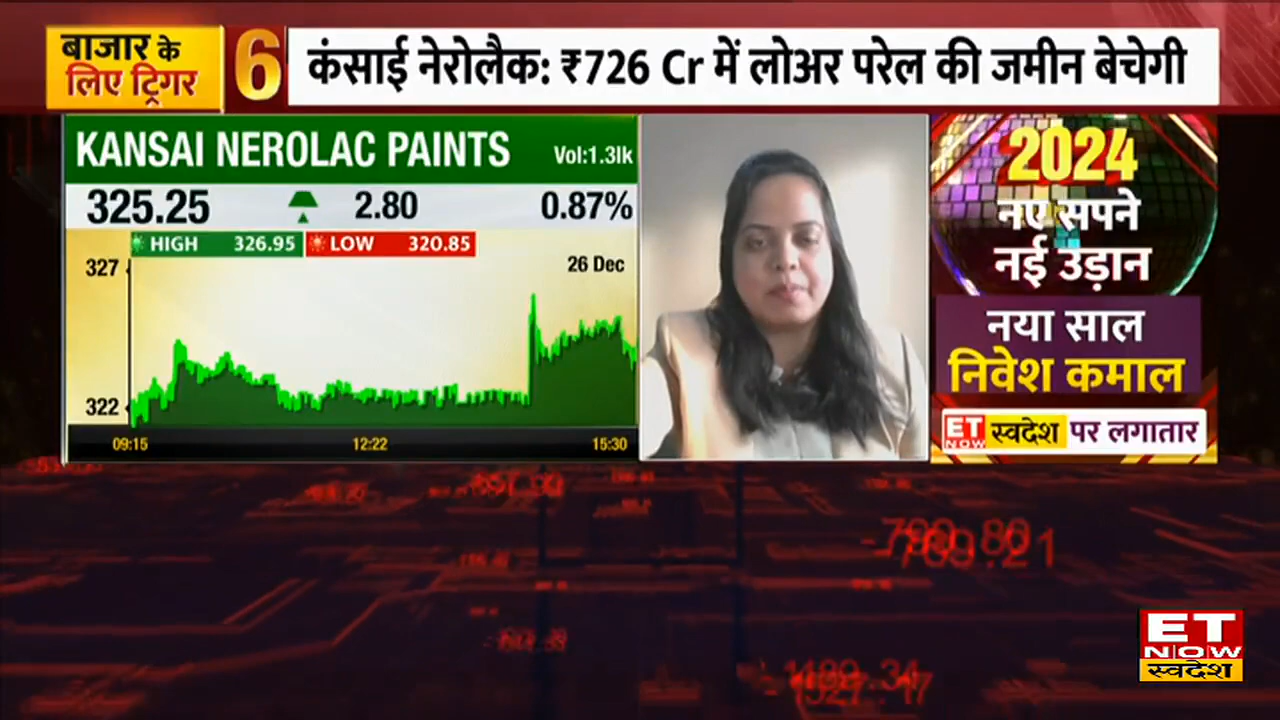 बाजार के
लिए ट्रिगर
6
कंसाई नेरोलैक: ₹726 Cr में लोअर परेल की जमीन बेचेगी
KANSAI NEROLAC PAINTS
Vol:1.3lk
325.25
2.80
0.87%
HIGH 326.95
LOW 320.85
327
26 Dec
322
09:15
12:22
15:30
2024
नए सपने
नई उड़ान
नया साल
निवेश कमाल
ET NOW स्वदेश पर लगातार
ET
NOW
स्वदेश